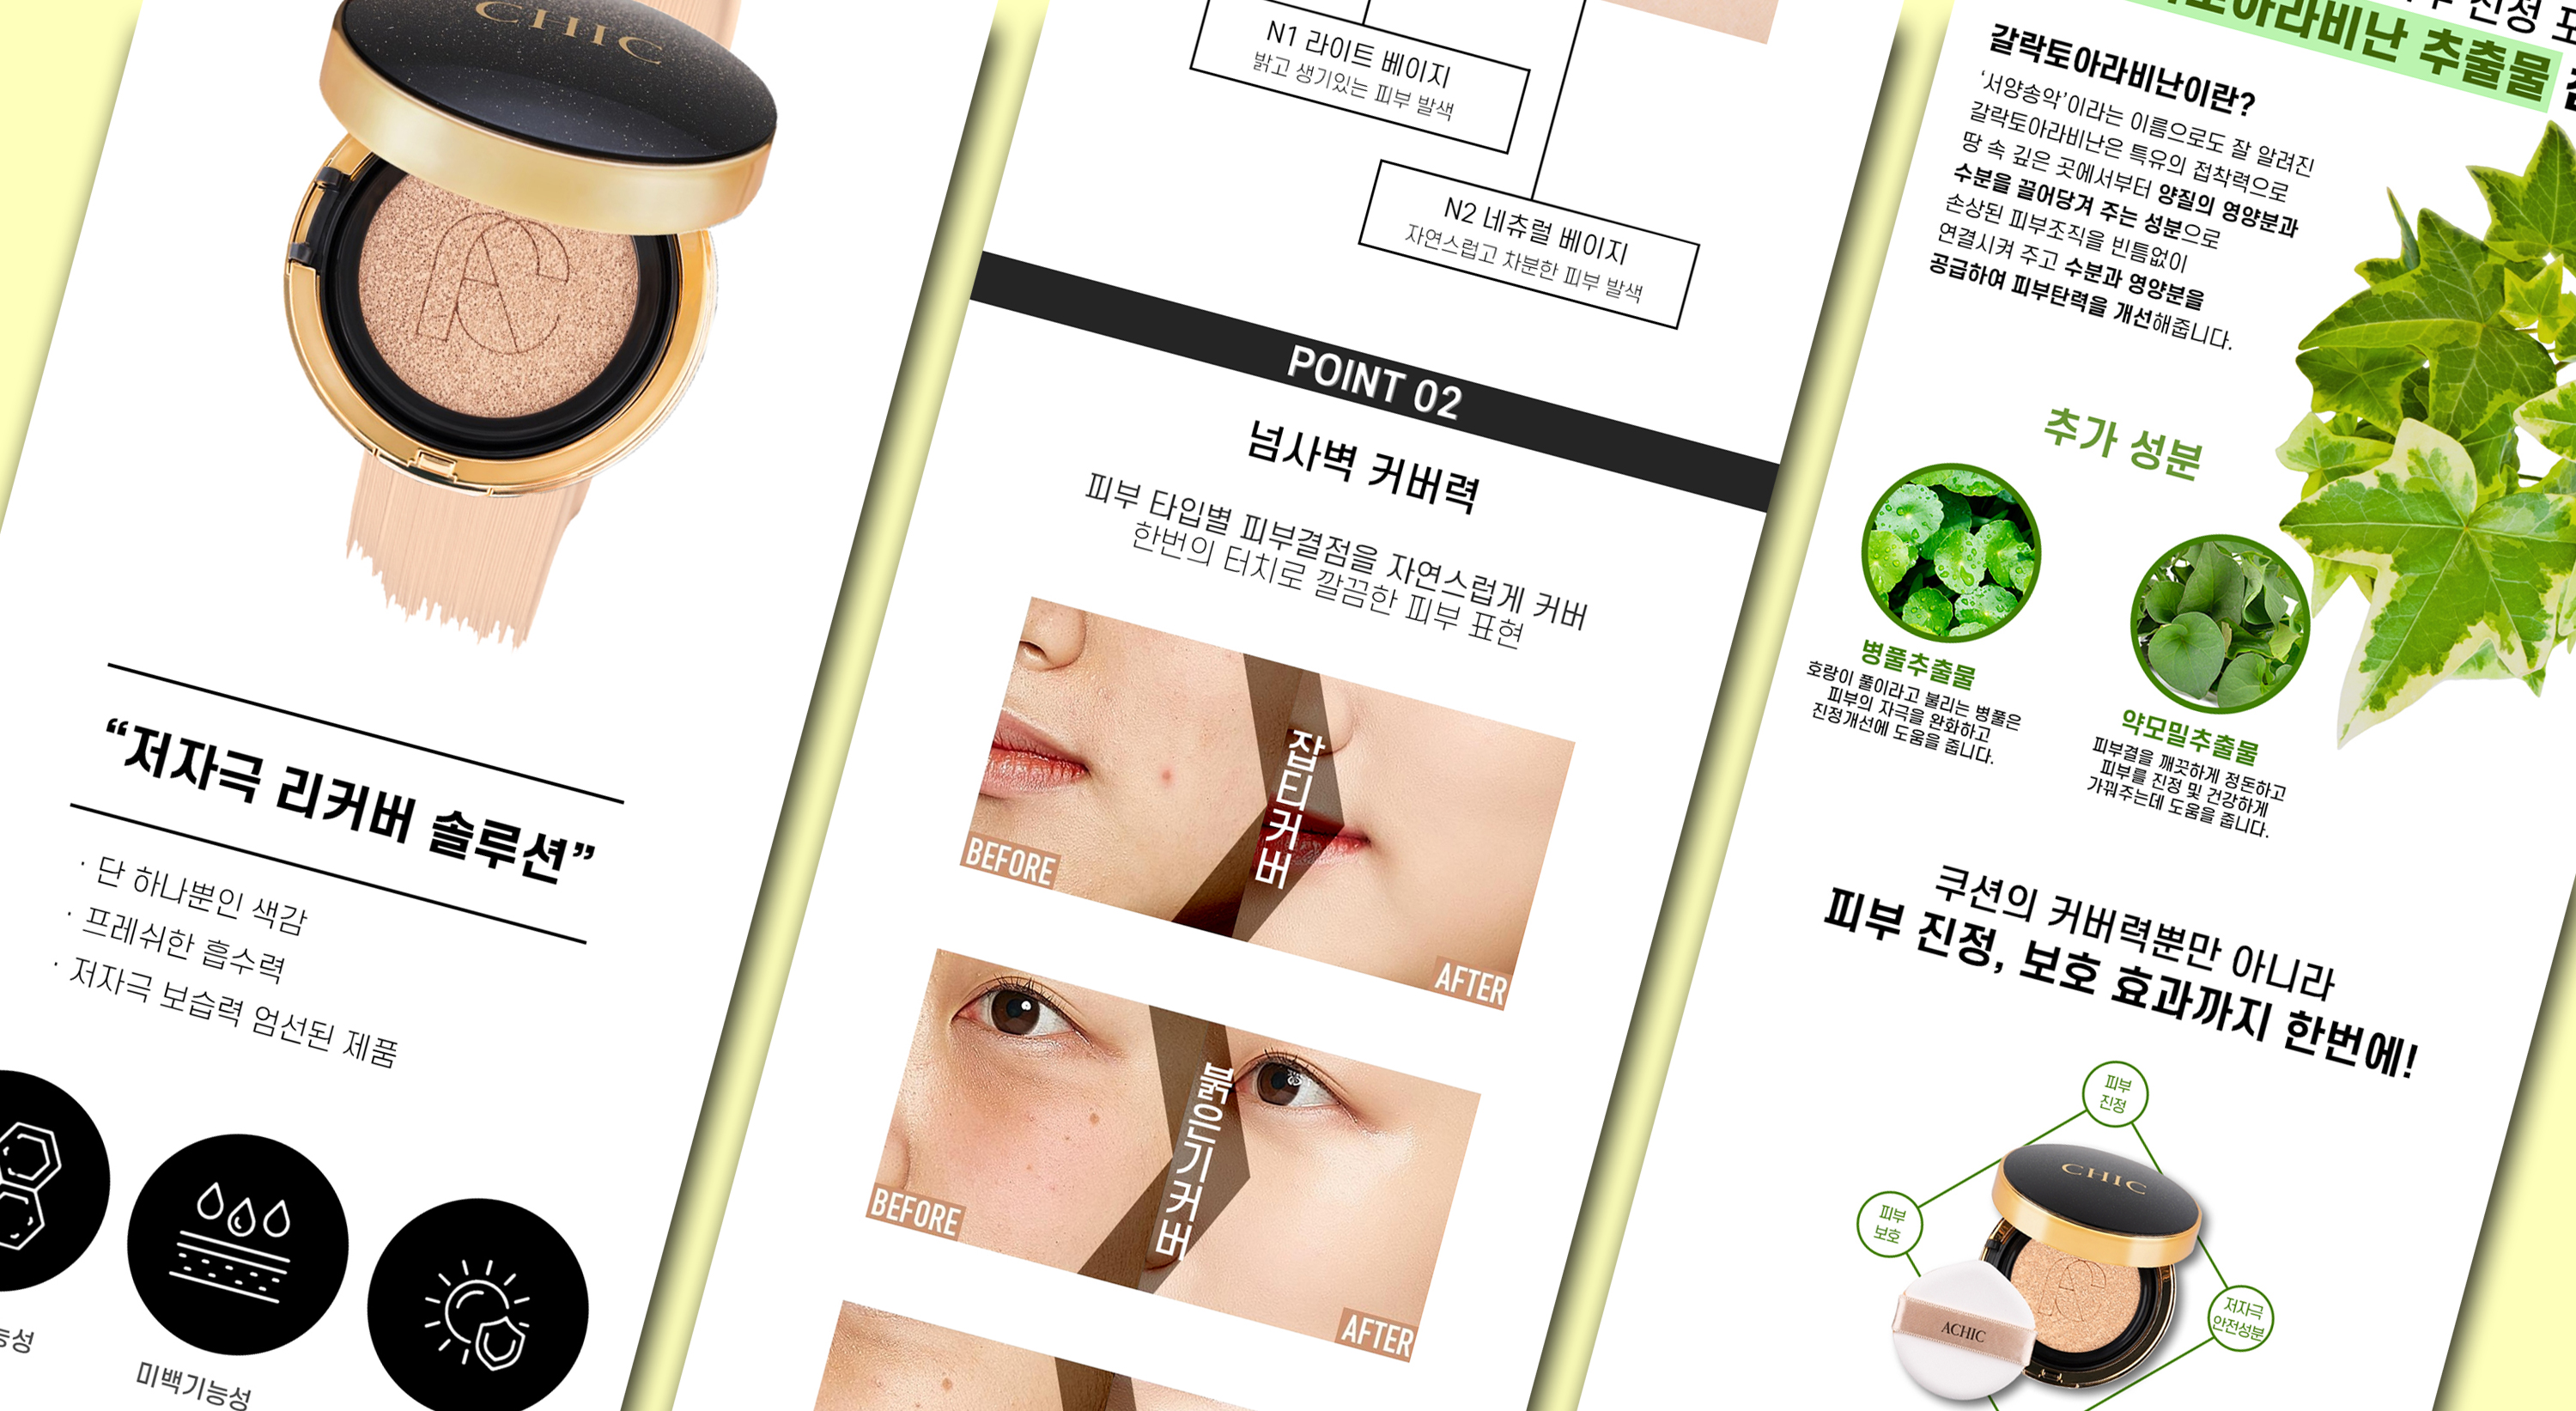 CHIC
“저자극 리커버 솔루션”
· 단 하나뿐인 색감
· 프레쉬한 흡수력
· 저자극 보습력 엄선된 제품
능성
미백기능성
N1 라이트 베이지
밝고 생기있는 피부 발색
N2 네츄럴 베이지
자연스럽고 차분한 피부 발색
POINT 02
넘사벽 커버력
피부 타입별 피부결점을 자연스럽게 커버
한번의 터치로 깔끔한 피부 표현
잡티커버
BEFORE
AFTER
붉은기커버
BEFORE
AFTER
진정
토아라비난 추출물
갈락토아라비난이란?
‘서양송악’이라는 이름으로도 잘 알려진
갈락토아라비난은 특유의 접착력으로
땅 속 깊은 곳에서부터 양질의 영양분과
수분을 끌어당겨 주는 성분으로
손상된 피부조직을 빈틈없이
연결시켜 주고 수분과 영양분을
공급하여 피부탄력을 개선해줍니다.
추가 성분
병풀추출물
호랑이 풀이라고 불리는 병풀은
피부의 자극을 완화하고
진정개선에 도움을 줍니다.
약모밀추출물
피부결을 깨끗하게 정돈하고
피부를 진정 및 건강하게
가꿔주는데 도움을 줍니다.
쿠션의 커버력뿐만 아니라
피부 진정, 보호 효과까지 한번에!
피부
진정
피부
보호
CHIC
저자극
안전성분
ACHIC